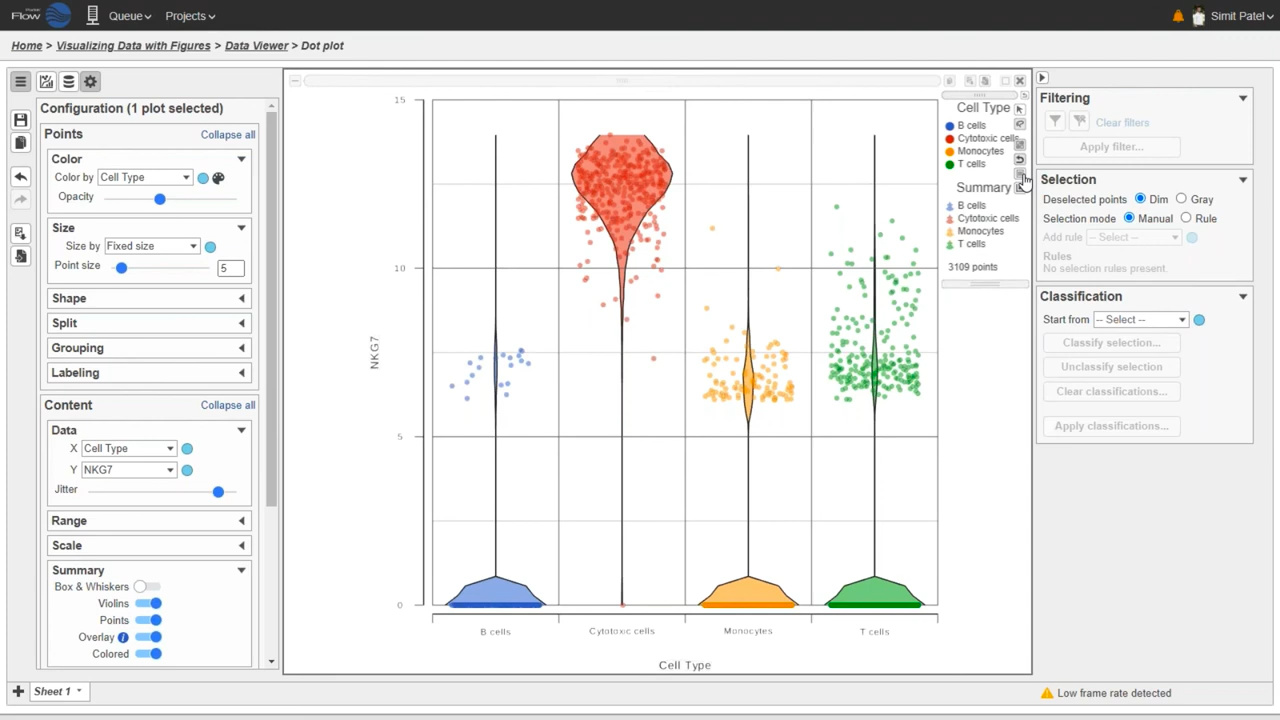 Flow
Queue
Projects
Simit Patel
Home > Visualizing Data with Figures > Data Viewer > Dot plot
Configuration (1 plot selected)
Points
Collapse all
Color
Color by
Cell Type
Opacity
Size
Size by
Fixed size
Point size
5
Shape
Split
Grouping
Labeling
Content
Collapse all
Data
X
Cell Type
Y
NKG7
Jitter
Range
Scale
Summary
Box & Whiskers
Violins
Points
Overlay
Colored
15
10
5
0
NKG7
B cells
Cytotoxic cells
Monocytes
T cells
Cell Type
Cell Type
B cells
Cytotoxic cells
Monocytes
T cells
Summary
B cells
Cytotoxic cells
Monocytes
T cells
3109 points
Filtering
Clear filters
Apply filter...
Selection
Deselected points
Dim
Gray
Selection mode
Manual
Rule
Add rule
-- Select --
Rules
No selection rules present.
Classification
Start from
-- Select --
Classify selection...
Unclassify selection
Clear classifications...
Apply classifications...
Sheet 1
Low frame rate detected